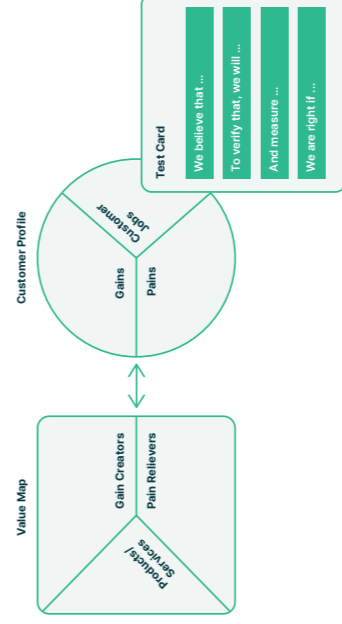 Value Map
Products/
Services
Gain Creators
Pain Relievers
Customer Profile
Gains
Pains
Customer
Jobs
Test Card
We believe that ...
To verify that, we will ...
And measure ...
We are right if ...